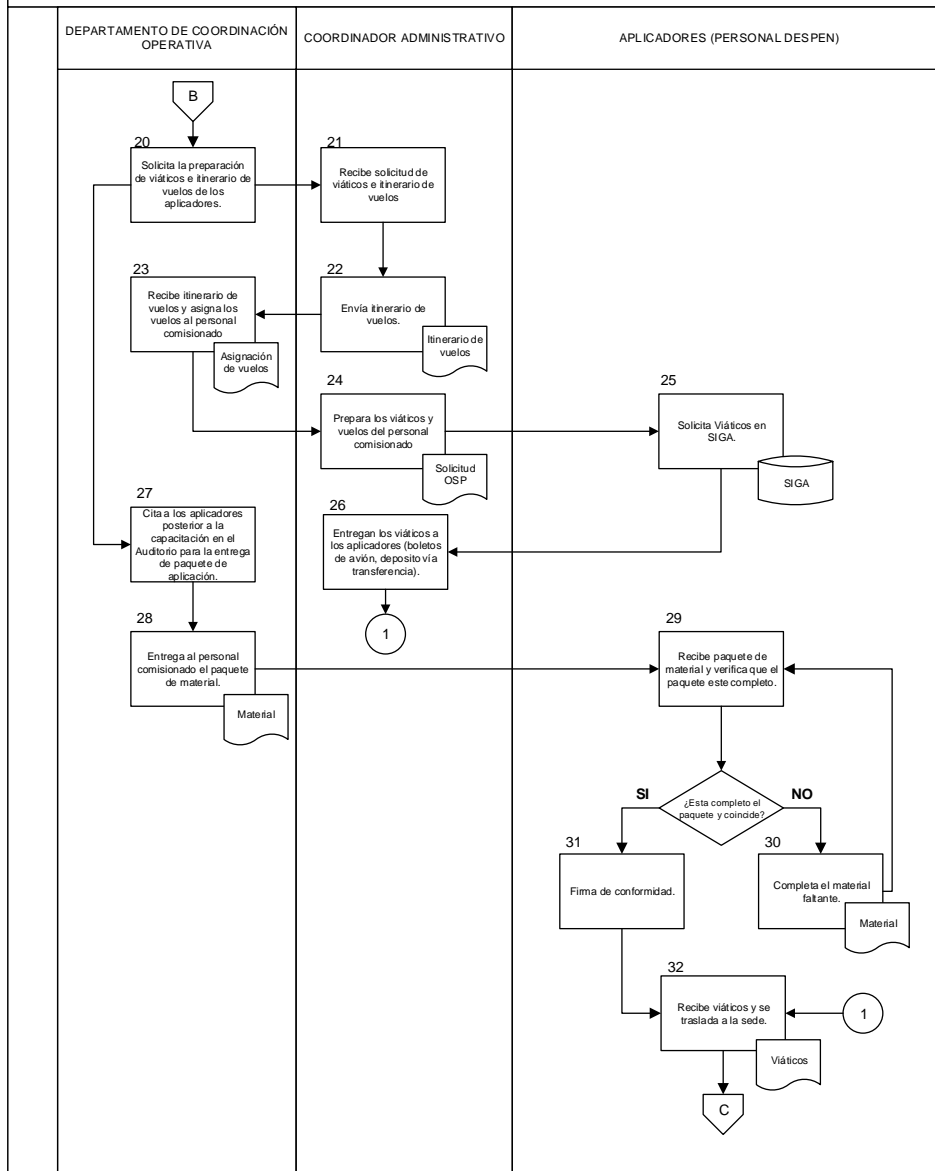 DEPARTAMENTO DE COORDINACIÓN
OPERATIVA
COORDINADOR ADMINISTRATIVO
APLICADORES (PERSONAL DESPEN)
B
20
Solicita la preparación
de viáticos e itinerario de
vuelos de los
aplicadores.
21
Recibe solicitud de
viáticos e itinerario de
vuelos
23
Recibe itinerario de
vuelos y asigna los
vuelos al personal
comisionado
Asignación
de vuelos
22
Envía itinerario de
vuelos.
Itinerario de
vuelos
24
Prepara los viáticos y
vuelos del personal
comisionado
Solicitud
OSP
25
Solicita Viáticos en
SIGA.
SIGA
27
Cita a los aplicadores
posterior a la
capacitación en el
Auditorio para la entrega
de paquete de
aplicación.
26
Entregan los viáticos a
los aplicadores (boletos
de avión, deposito vía
transferencia).
1
28
Entrega al personal
comisionado el paquete
de material.
Material
29
Recibe paquete de
material y verifica que el
paquete este completo.
¿Esta completo el
paquete y coincide?
SI
NO
31
Firma de conformidad.
30
Completa el material
faltante.
Material
32
Recibe viáticos y se
traslada a la sede.
1
Viáticos
C